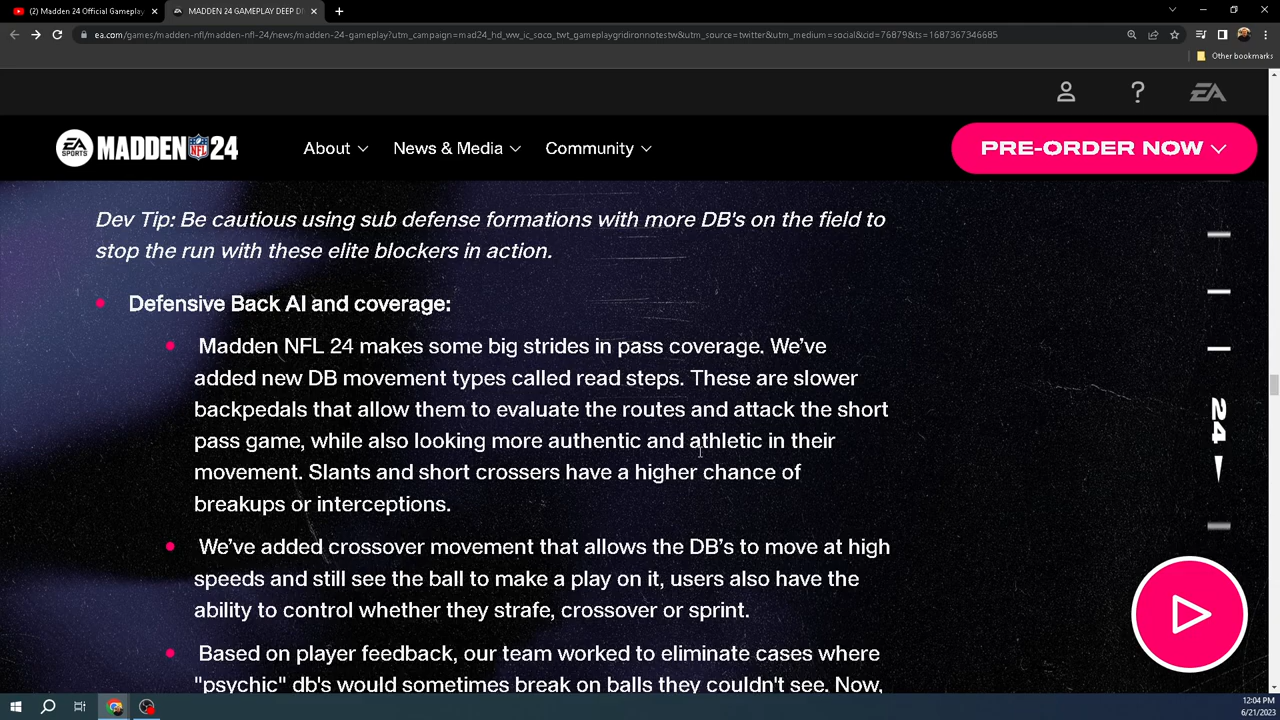 (2) Madden 24 Official Gameplay
MADDEN 24 GAMEPLAY DEEP DI
ea.com/games/madden-nfl/madden-nfl-24/news/madden-24-gameplay?utm_campaign=mad24_hd_ww_ic_soco_twt_gameplaygridironnotestw&utm_source=twitter&utm_medium=social&cid=76879&ts=1687367346685
Other bookmarks
EA
EA SPORTS MADDEN NFL 24
About
News & Media
Community
PRE-ORDER NOW
Dev Tip: Be cautious using sub defense formations with more DB's on the field to
stop the run with these elite blockers in action.
Defensive Back AI and coverage:
Madden NFL 24 makes some big strides in pass coverage. We've
added new DB movement types called read steps. These are slower
backpedals that allow them to evaluate the routes and attack the short
pass game, while also looking more authentic and athletic in their
movement. Slants and short crossers have a higher chance of
breakups or interceptions.
We've added crossover movement that allows the DB's to move at high
speeds and still see the ball to make a play on it, users also have the
ability to control whether they strafe, crossover or sprint.
Based on player feedback, our team worked to eliminate cases where
"psychic" db's would sometimes break on balls they couldn't see. Now,
24
12:04 PM
6/21/2023